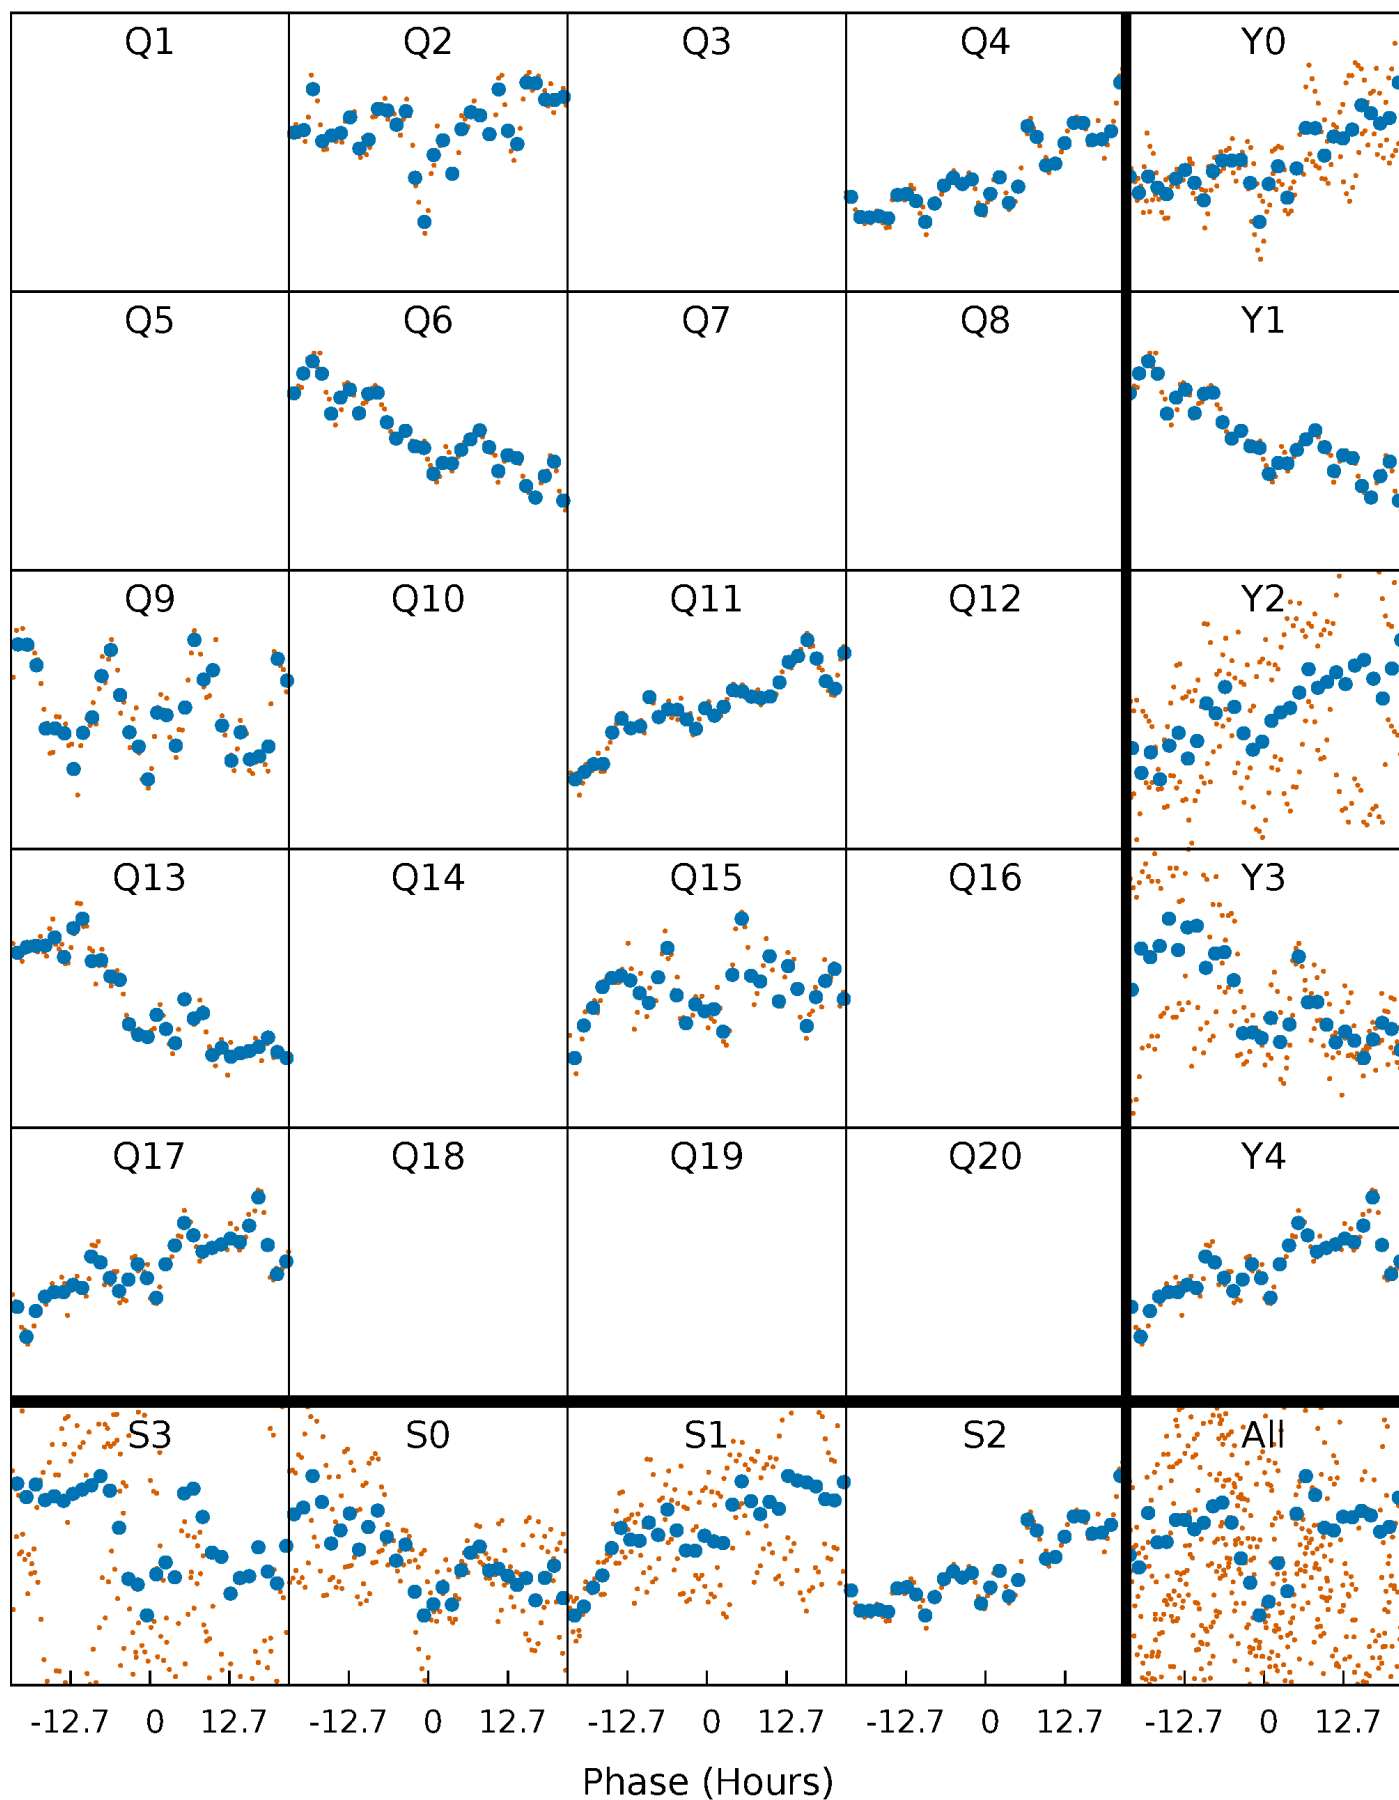 Q1 Q2 Q3 Q4 Y0
Q5 Q6 Q7 Q8 Y1
Q9 Q10 Q11 Q12 Y2
Q13 Q14 Q15 Q16 Y3
Q17 Q18 Q19 Q20 Y4
S3 S0 S1 S2 All
-12.7 0 12.7 -12.7 0 12.7 -12.7 0 12.7 -12.7 0 12.7 -12.7 0 12.7
Phase (Hours)